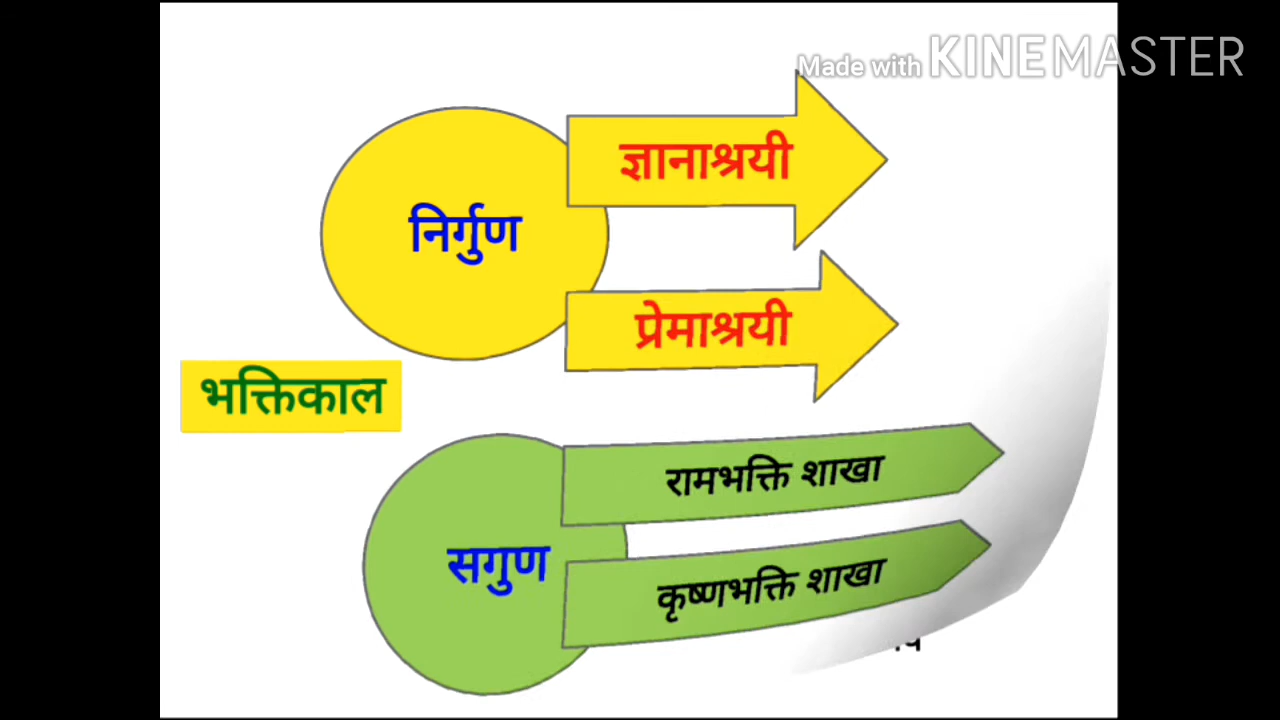 Made with KINEMASTER
ज्ञानाश्रयी
निर्गुण
प्रेमाश्रयी
भक्तिकाल
रामभक्ति शाखा
सगुण
कृष्णभक्ति शाखा